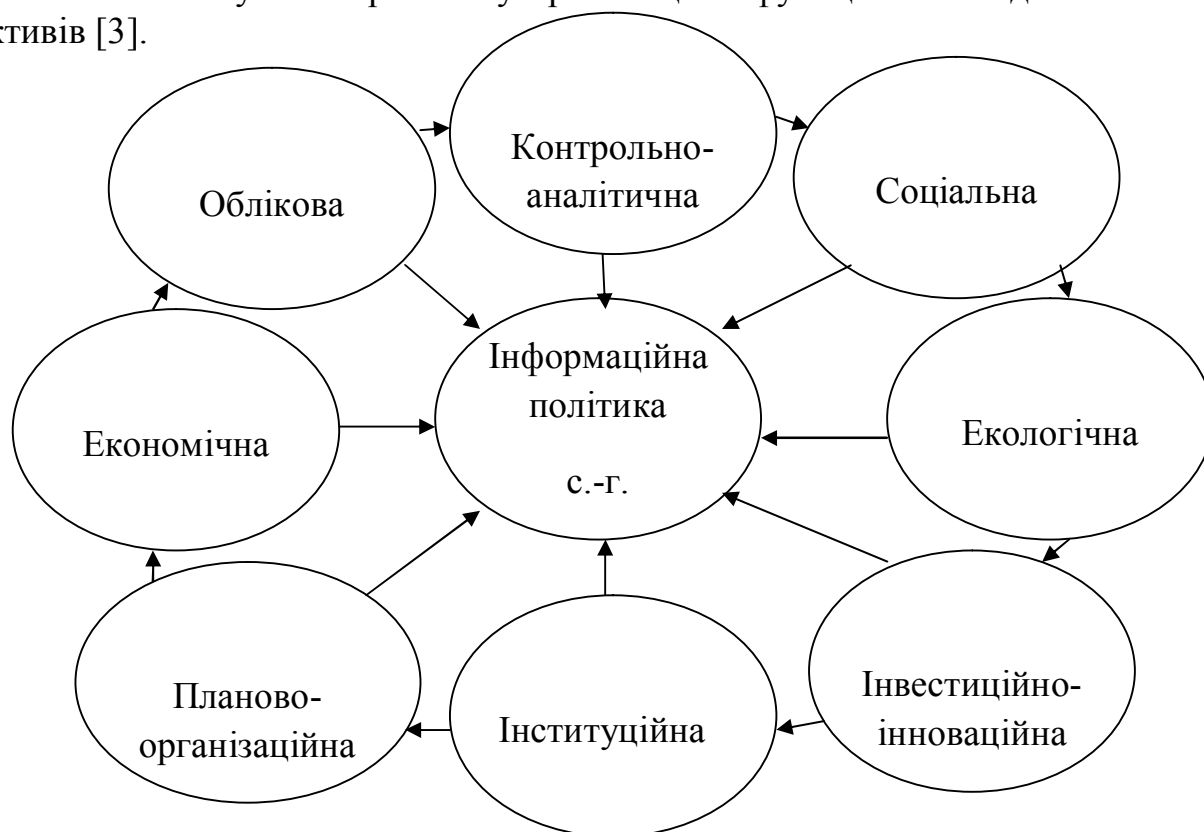 ктивів [3].
Контрольно-
аналітична
Облікова
Соціальна
Інформаційна
політика
с.-г.
Економічна
Екологічна
Планово-
організаційна
Інституційна
Інвестиційно-
інноваційна